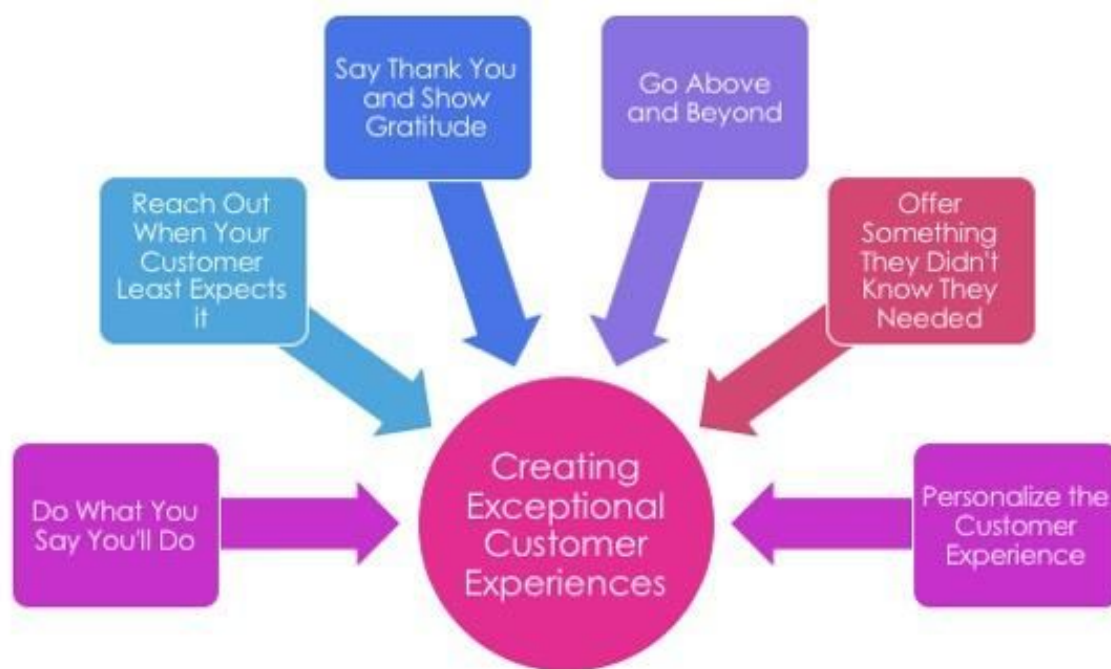 Say Thank You
and Show
Gratitude
Go Above
and Beyond
Reach Out
When Your
Customer
Least Expects
it
Offer
Something
They Didn't
Know They
Needed
Do What You
Say You'll Do
Creating
Exceptional
Customer
Experiences
Personalize the
Customer
Experience